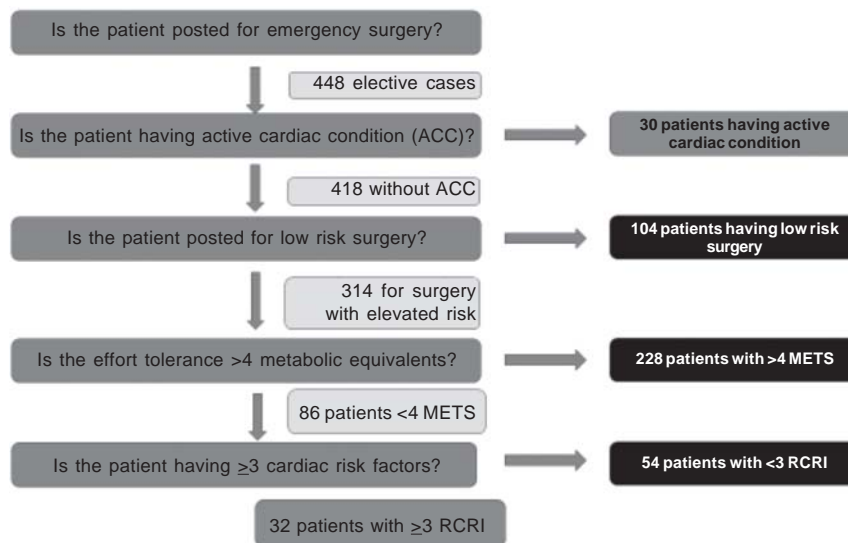 Is the patient posted for emergency surgery?
448 elective cases
Is the patient having active cardiac condition (ACC)?
30 patients having active
cardiac condition
418 without ACC
Is the patient posted for low risk surgery?
104 patients having low risk
surgery
314 for surgery
with elevated risk
Is the effort tolerance >4 metabolic equivalents?
228 patients with >4 METS
86 patients <4 METS
Is the patient having ≥3 cardiac risk factors?
54 patients with <3 RCRI
32 patients with ≥3 RCRI